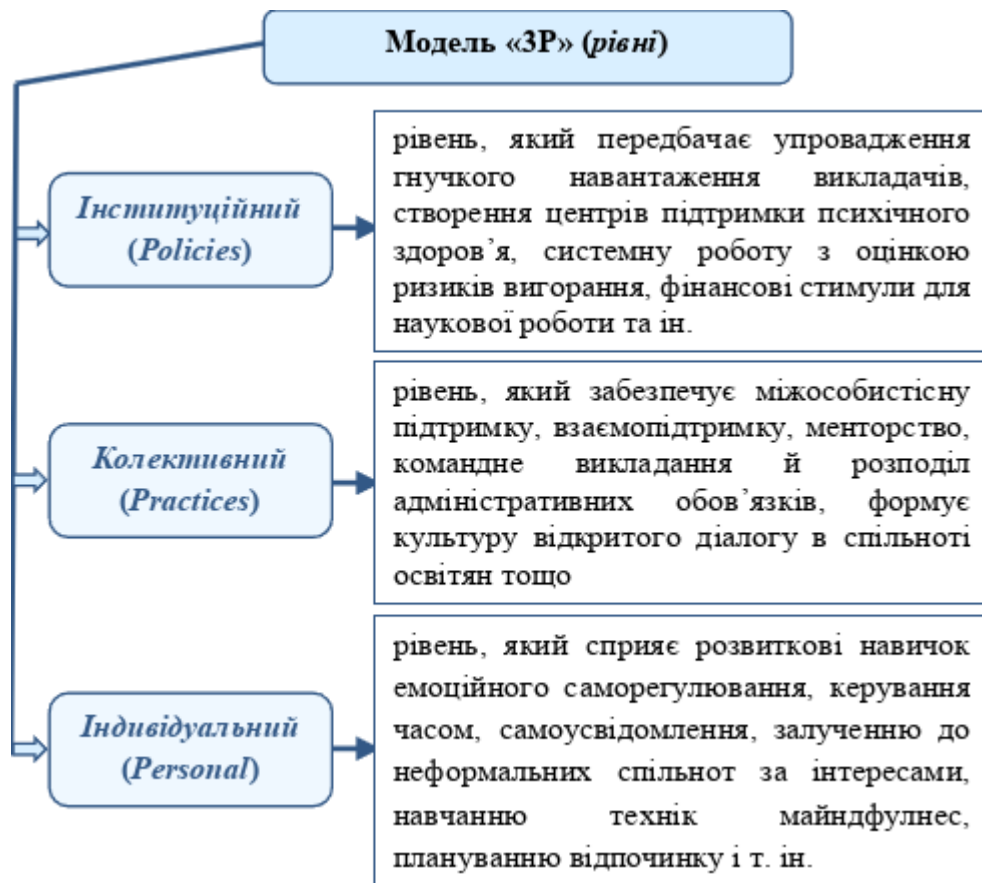 Модель «3Р» (рівні)
Інституційний
(Policies)
рівень, який передбачає упровадження
гнучкого навантаження викладачів,
створення центрів підтримки психічного
здоров’я, системну роботу з оцінкою
ризиків вигорання, фінансові стимули для
наукової роботи та ін.
Колективний
(Practices)
рівень, який забезпечує міжособистісну
підтримку, взаємопідтримку, менторство,
командне викладання й розподіл
адміністративних обов’язків, формує
культуру відкритого діалогу в спільноті
освітян тощо
Індивідуальний
(Personal)
рівень, який сприяє розвиткові навичок
емоційного саморегулювання, керування
часом, самоусвідомлення, залученню до
неформальних спільнот за інтересами,
навчанню технік майндфулнес,
плануванню відпочинку і т. ін.